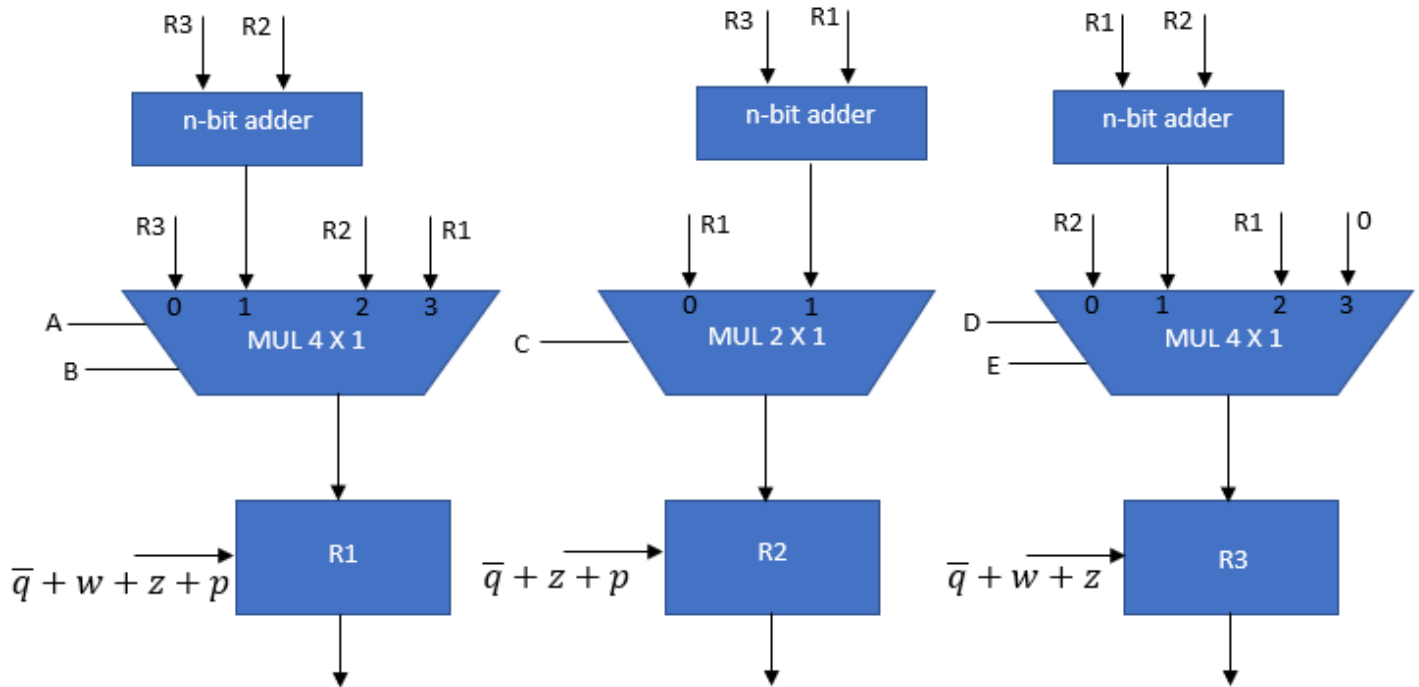 R3 R2
R3 R1
R1 R2
n-bit adder
n-bit adder
n-bit adder
R3 R2 R1
R1
R2 R1 0
0 1 2 3
0 1
0 1 2 3
A
MUL 4 X 1
B
C
MUL 2 X 1
D
MUL 4 X 1
E
R1
R2
R3
q̅ + w + z + p
q̅ + z + p
q̅ + w + z